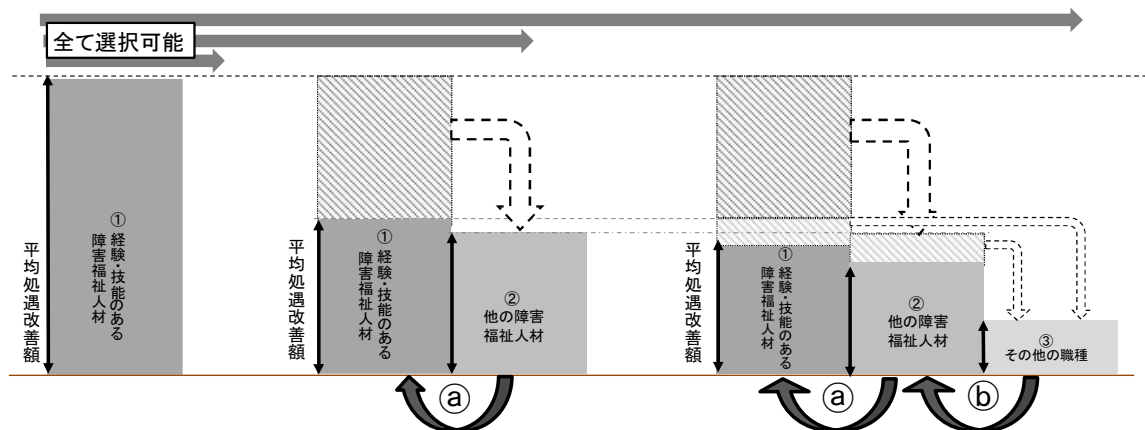 全て選択可能
平均処遇改善額
①経験・技能のある
障害福祉人材
平均処遇改善額
①経験・技能のある
障害福祉人材
②
他の障害
福祉人材
平均処遇改善額
①経験・技能のある
障害福祉人材
②
他の障害
福祉人材
③
その他の職種
ⓐ
ⓐ
ⓑ